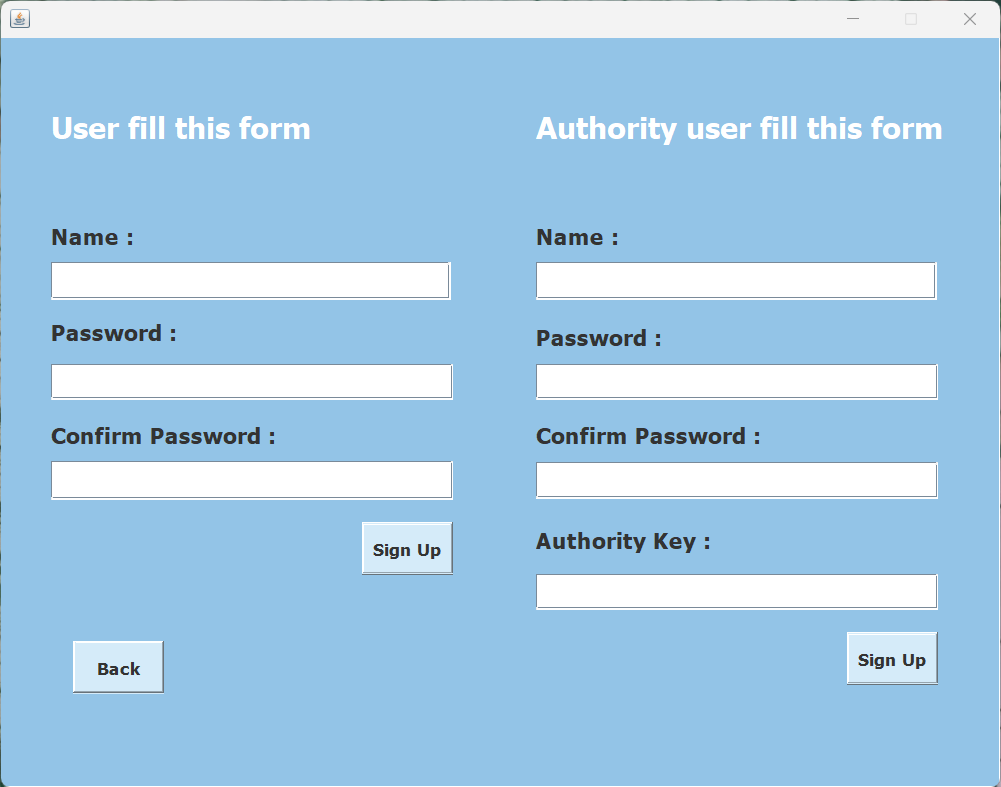 User fill this form
Name :
Password :
Confirm Password :
Sign Up
Back
Authority user fill this form
Name :
Password :
Confirm Password :
Authority Key :
Sign Up